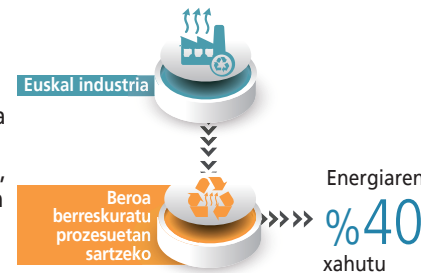 Euskal industria
a
,
Beroa
berreskuratu
prozesuetan
sartzeko
Energiaren
%40
xahutu